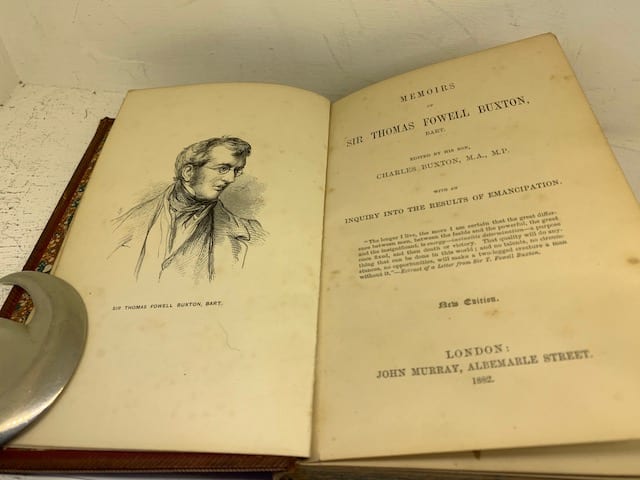 SIR THOMAS FOWELL BUXTON, BART.
MEMOIRS
OF
SIR THOMAS FOWELL BUXTON,
BART.
EDITED BY HIS SON,
CHARLES BUXTON, M.A., M.P.
WITH AN
INQUIRY INTO THE RESULTS OF EMANCIPATION.
"The longer I live, the more I am certain that the great differ-
ence between men, between the feeble and the powerful, the great
and the insignificant, is energy—invincible determination—a purpose
once fixed, and then death or victory. That quality will do any-
thing that can be done in this world; and no talents, no circum-
stances, no opportunities, will make a two-legged creature a man
without it."—Extract of a Letter from Sir T. Fowell Buxton.
New Edition.
LONDON:
JOHN MURRAY, ALBEMARLE STREET.
1882.